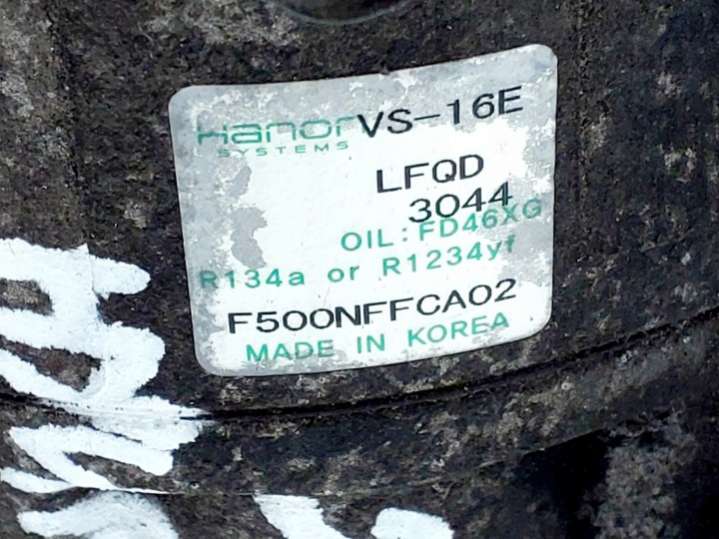 Hanon VS-16E
SYSTEMS
LFQD
3044
OIL:FD46XG
R134a or R1234yf
F500NFFCA02
MADE IN KOREA